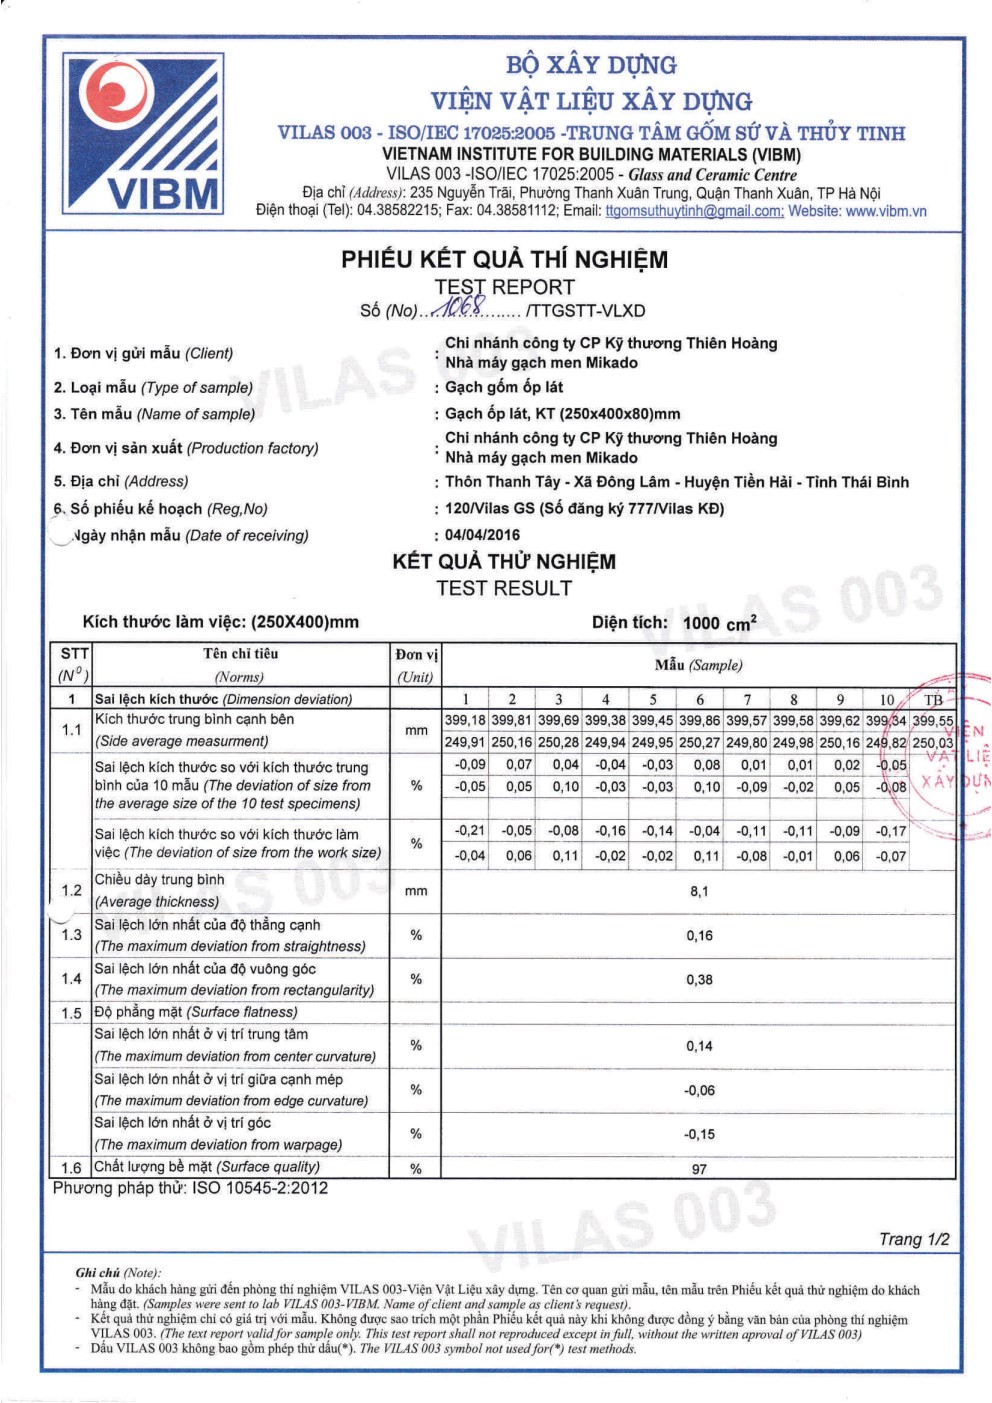 VIBM
BỘ XÂY DỰNG
VIỆN VẬT LIỆU XÂY DỰNG
VILAS 003 - ISO/IEC 17025:2005 -TRUNG TÂM GỐM SỨ VÀ THỦY TINH
VIETNAM INSTITUTE FOR BUILDING MATERIALS (VIBM)
VILAS 003 -ISO/IEC 17025:2005 - Glass and Ceramic Centre
Địa chỉ (Address): 235 Nguyễn Trãi, Phường Thanh Xuân Trung, Quận Thanh Xuân, TP Hà Nội
Điện thoại (Tel): 04.38582215; Fax: 04.38581112; Email: ttgomsuthuytinh@gmail.com; Website: www.vibm.vn
PHIẾU KẾT QUẢ THÍ NGHIỆM
TEST REPORT
Số (No)...1068........... /TTGSTT-VLXD
VILAS 003
1. Đơn vị gửi mẫu (Client) : Chi nhánh công ty CP Kỹ thương Thiên Hoàng
Nhà máy gạch men Mikado
2. Loại mẫu (Type of sample) : Gạch gốm ốp lát
3. Tên mẫu (Name of sample) : Gạch ốp lát, KT (250x400x80)mm
4. Đơn vị sản xuất (Production factory) : Chi nhánh công ty CP Kỹ thương Thiên Hoàng
Nhà máy gạch men Mikado
5. Địa chỉ (Address) : Thôn Thanh Tây - Xã Đông Lâm - Huyện Tiền Hải - Tỉnh Thái Bình
6. Số phiếu kế hoạch (Reg,No) : 120/Vilas GS (Số đăng ký 777/Vilas KĐ)
Ngày nhận mẫu (Date of receiving) : 04/04/2016
KẾT QUẢ THỬ NGHIỆM
TEST RESULT
VILAS 003
Kích thước làm việc: (250X400)mm Diện tích: 1000 cm²
STT Tên chỉ tiêu Đơn vị Mẫu (Sample)
(Nº) (Norms) (Unit)
1 Sai lệch kích thước (Dimension deviation) 1 2 3 4 5 6 7 8 9 10 TB
1.1 Kích thước trung bình cạnh bên mm 399,18 399,81 399,69 399,38 399,45 399,86 399,57 399,58 399,62 399,34 399,55
(Side average measurment) 249,91 250,16 250,28 249,94 249,95 250,27 249,80 249,98 250,16 249,82 250,03
VIỆN
VẬT LIỆ
XÂY DỰN
Sai lệch kích thước so với kích thước trung -0,09 0,07 0,04 -0,04 -0,03 0,08 0,01 0,01 0,02 -0,05
bình của 10 mẫu (The deviation of size from % -0,05 0,05 0,10 -0,03 -0,03 0,10 -0,09 -0,02 0,05 -0,08
the average size of the 10 test specimens)
Sai lệch kích thước so với kích thước làm % -0,21 -0,05 -0,08 -0,16 -0,14 -0,04 -0,11 -0,11 -0,09 -0,17
việc (The deviation of size from the work size) -0,04 0,06 0,11 -0,02 -0,02 0,11 -0,08 -0,01 0,06 -0,07
VILAS 003
1.2 Chiều dày trung bình mm 8,1
(Average thickness)
1.3 Sai lệch lớn nhất của độ thẳng cạnh % 0,16
(The maximum deviation from straightness)
1.4 Sai lệch lớn nhất của độ vuông góc % 0,38
(The maximum deviation from rectangularity)
1.5 Độ phẳng mặt (Surface flatness)
Sai lệch lớn nhất ở vị trí trung tâm % 0,14
(The maximum deviation from center curvature)
Sai lệch lớn nhất ở vị trí giữa cạnh mép % -0,06
(The maximum deviation from edge curvature)
Sai lệch lớn nhất ở vị trí góc % -0,15
(The maximum deviation from warpage)
1.6 Chất lượng bề mặt (Surface quality) % 97
Phương pháp thử: ISO 10545-2:2012
VILAS 003
Trang 1/2
Ghi chú (Note):
- Mẫu do khách hàng gửi đến phòng thí nghiệm VILAS 003-Viện Vật Liệu xây dựng. Tên cơ quan gửi mẫu, tên mẫu trên Phiếu kết quả thử nghiệm do khách
hàng đặt. (Samples were sent to lab VILAS 003-VIBM. Name of client and sample as client's request).
- Kết quả thử nghiệm chỉ có giá trị với mẫu. Không được sao trích một phần Phiếu kết quả này khi không được đồng ý bằng văn bản của phòng thí nghiệm
VILAS 003. (The text report valid for sample only. This test report shall not reproduced except in full, without the written aproval of VILAS 003)
- Dấu VILAS 003 không bao gồm phép thử dấu(*). The VILAS 003 symbol not used for(*) test methods.